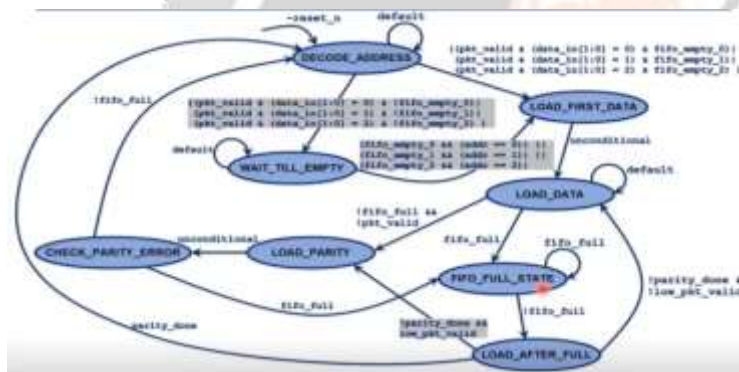 ~reset_n
default
DECODE_ADDRESS
((pkt_valid & (data_in[1:0] = 0) & fifo_empty_0)|
(pkt_valid & (data_in[1:0] = 1) & fifo_empty_1)|
(pkt_valid & (data_in[1:0] = 2) & fifo_empty_2)
!fifo_full
((pkt_valid & (data_in[1:0] = 0) & !fifo_empty_0)|
(pkt_valid & (data_in[1:0] = 1) & !fifo_empty_1)|
(pkt_valid & (data_in[1:0] = 2) & !fifo_empty_2)
LOAD_FIRST_DATA
default
WAIT_TILL_EMPTY
unconditional
default
LOAD_DATA
!fifo_full &&
!pkt_valid
unconditional
fifo_full
fifo_full
CHECK_PARITY_ERROR
LOAD_PARITY
FIFO_FULL_STATE
!parity_done &
!low_pkt_valid
fifo_full
!fifo_full
parity_done
!parity_done &&
low_pkt_valid
LOAD_AFTER_FULL